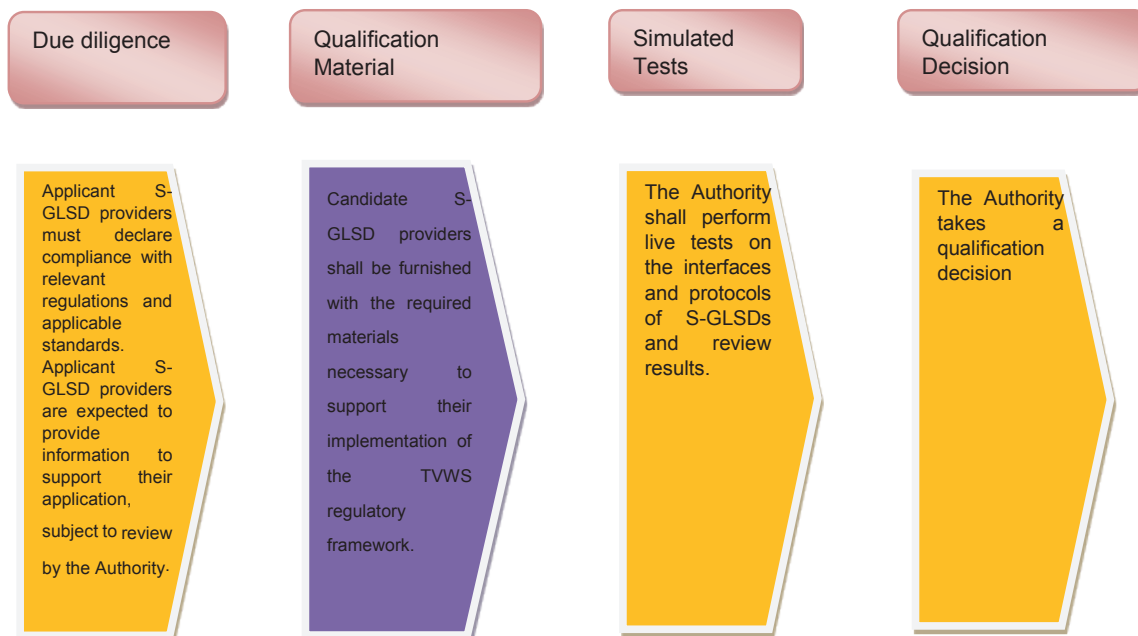 Due diligence
Qualification
Material
Simulated
Tests
Qualification
Decision
Applicant S-
GLSD providers
must declare
compliance with
relevant
regulations and
applicable
standards.
Applicant S-
GLSD providers
are expected to
provide
information to
support their
application,
subject to review
by the Authority.
Candidate S-
GLSD providers
shall be furnished
with the required
materials
necessary to
support their
implementation of
the TVWS
regulatory
framework.
The Authority
shall perform
live tests on
the interfaces
and protocols
of S-GLSDs
and review
results.
The Authority
takes a
qualification
decision